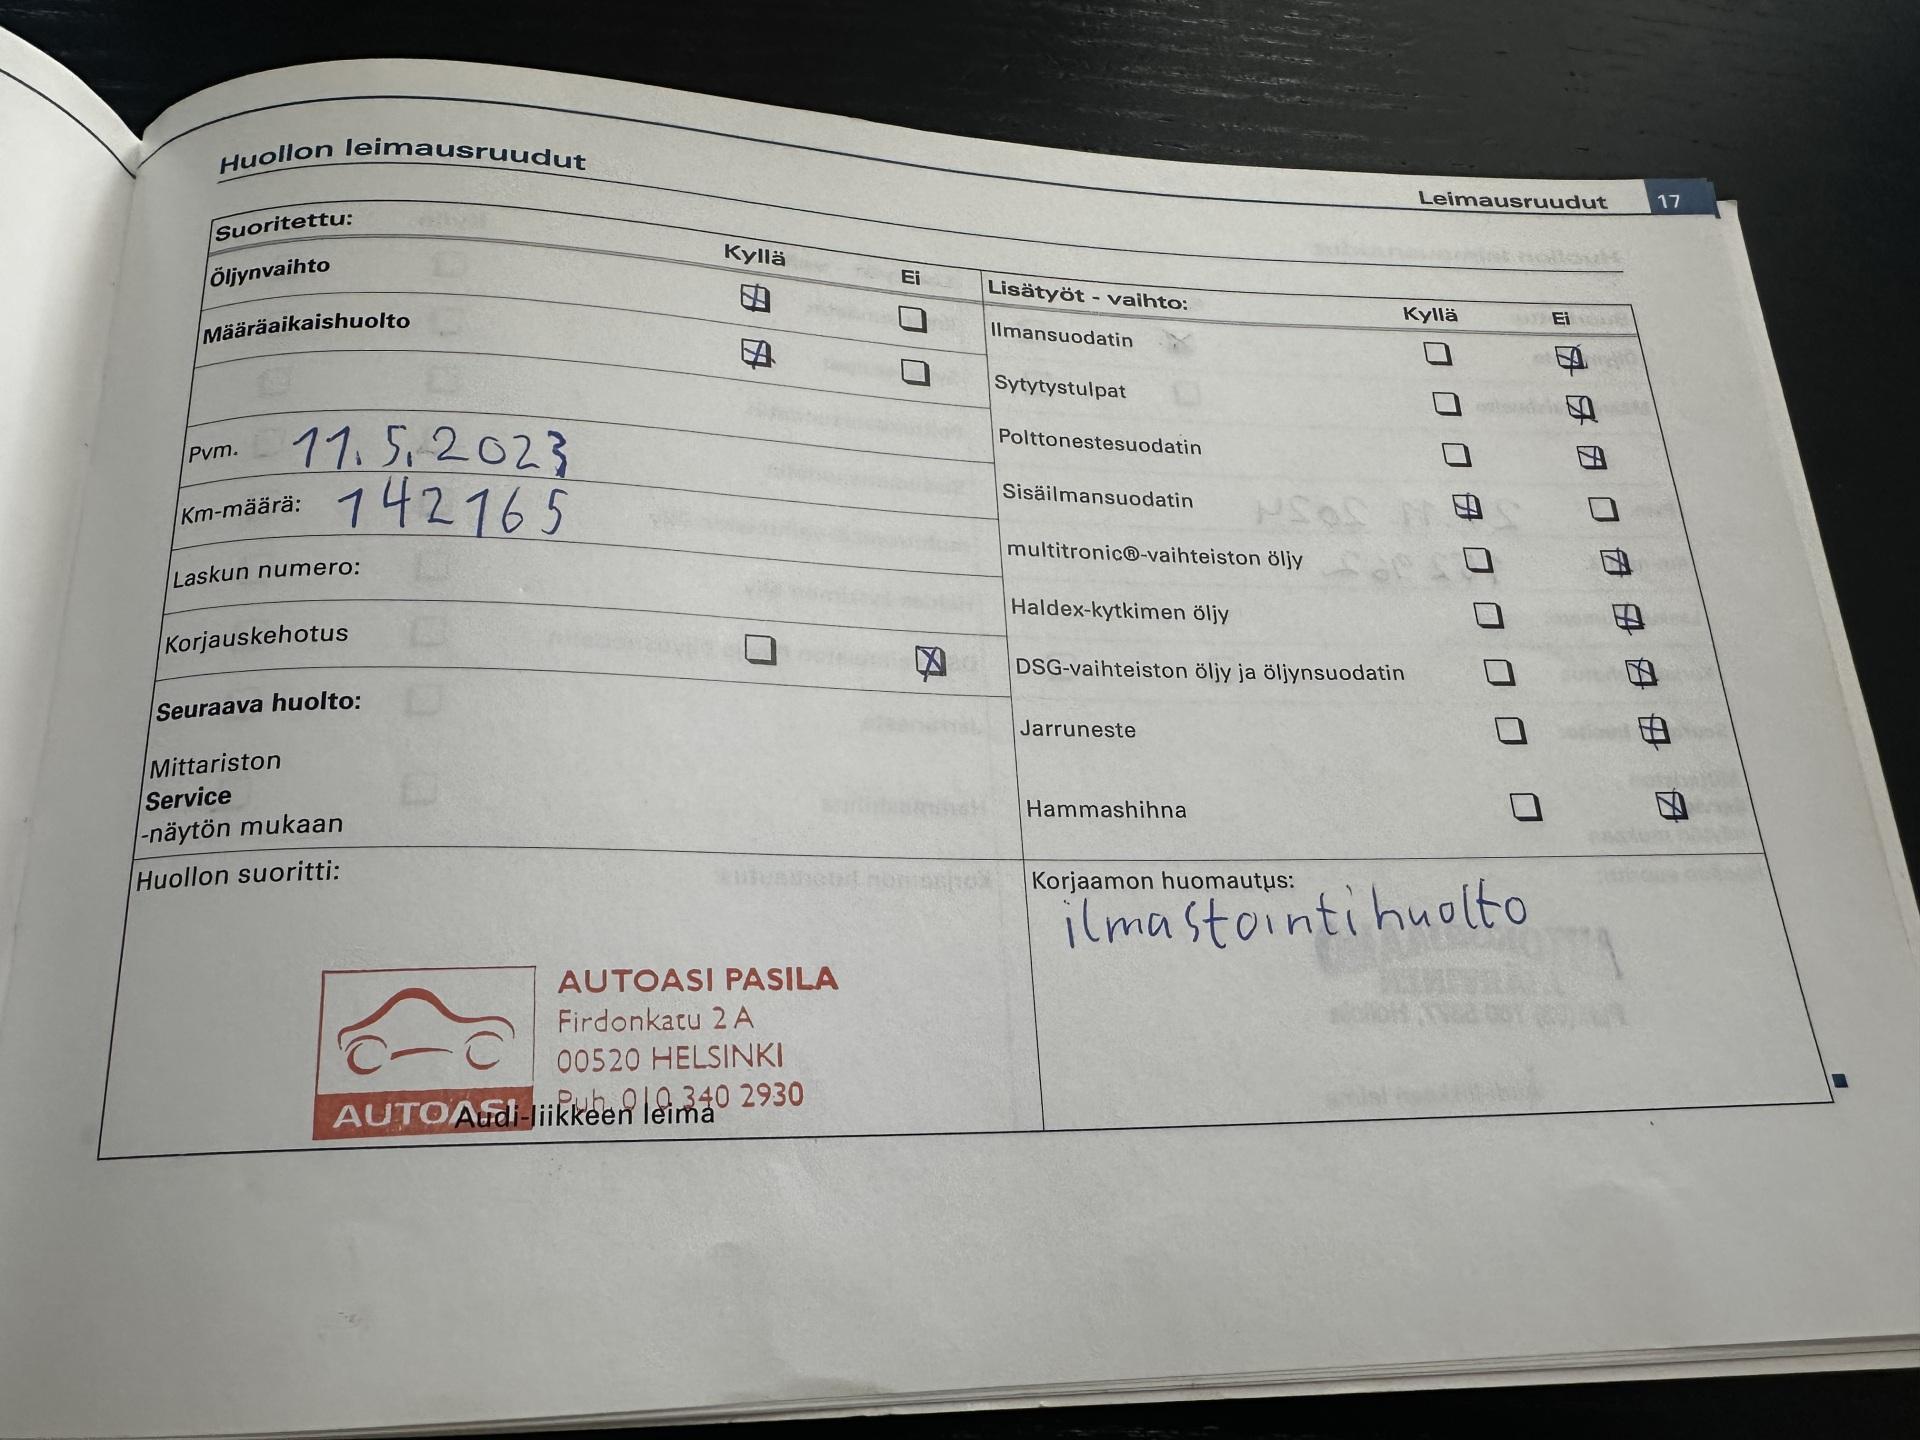 Huollon leimausruudut
Leimausruudut 17
Suoritettu:
Kyllä Ei
Öljynvaihto
Määräaikaishuolto
Pvm. 11.5.2023
Km-määrä: 142165
Laskun numero:
Korjauskehotus
Seuraava huolto:
Mittariston
Service
-näytön mukaan
Lisätyöt - vaihto:
Kyllä Ei
Ilmansuodatin
Sytytystulpat
Polttonestesuodatin
Sisäilmansuodatin
multitronic®-vaihteiston öljy
Haldex-kytkimen öljy
DSG-vaihteiston öljy ja öljynsuodatin
Jarruneste
Hammashihna
Huollon suoritti:
AUTOASI PASILA
Firdonkatu 2 A
00520 HELSINKI
Puh. 010 340 2930
AUTOASI
Audi-liikkeen leima
Korjaamon huomautus:
ilmastointihuolto